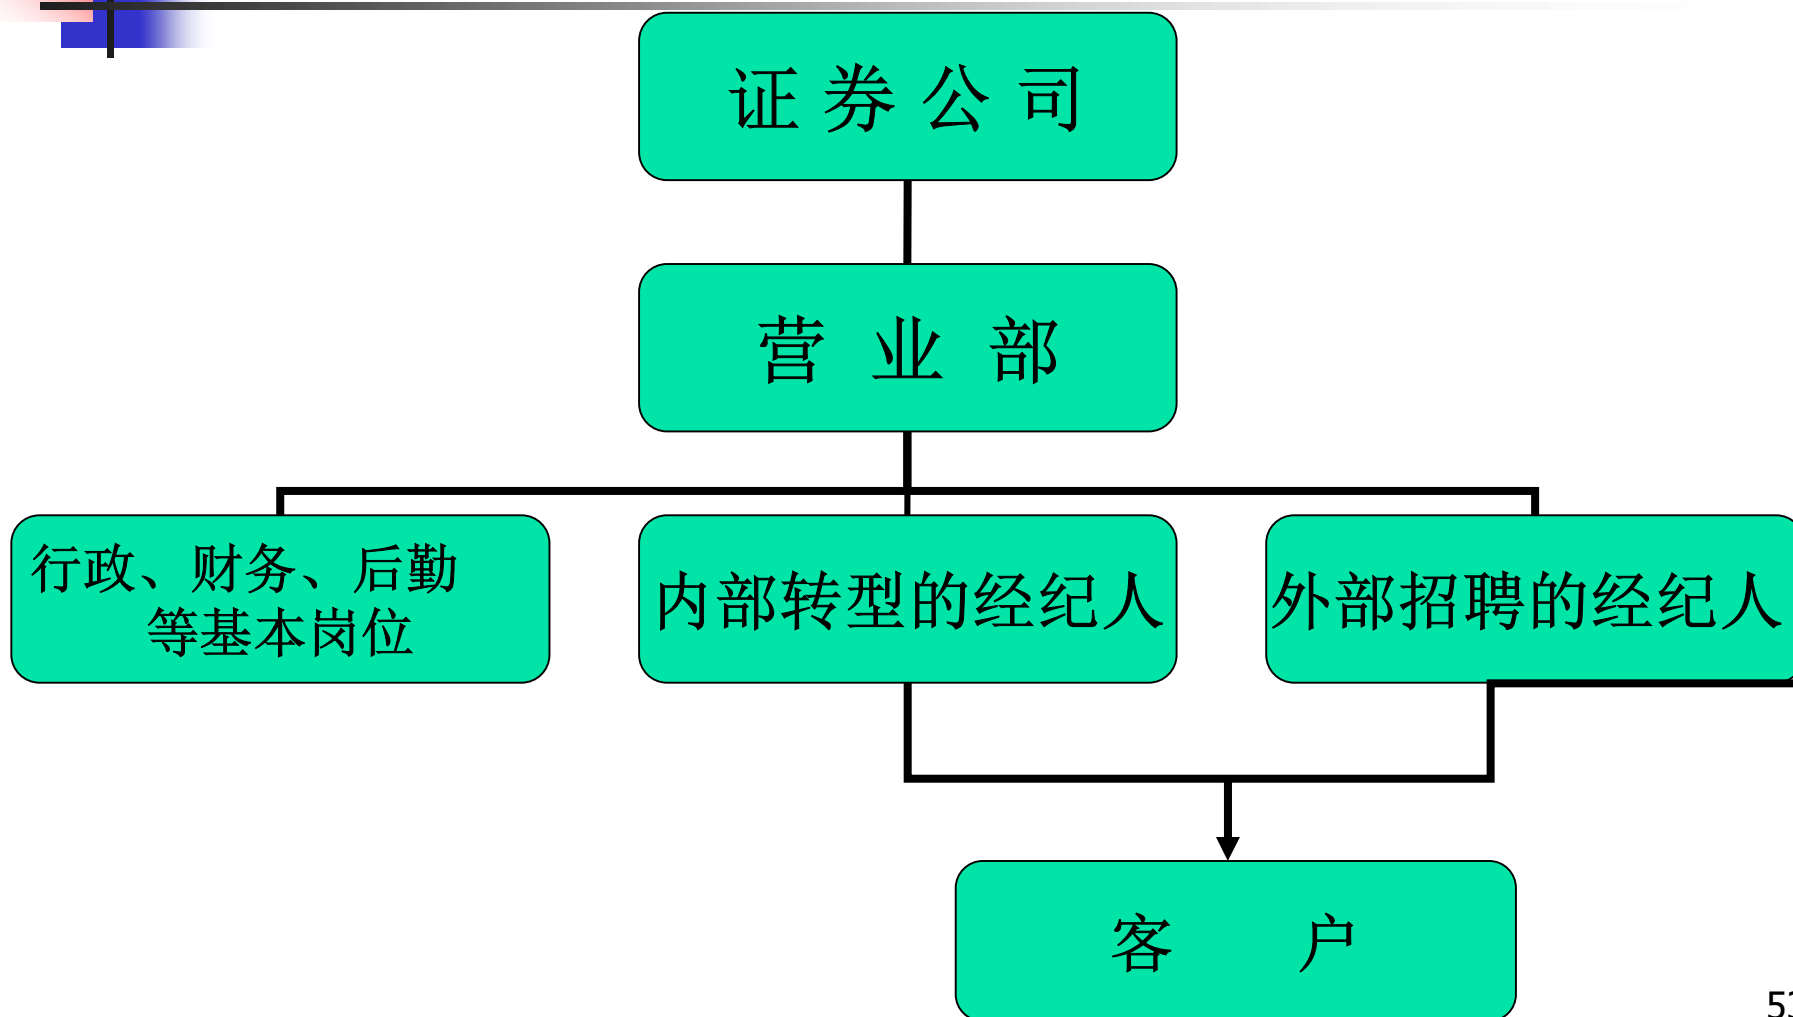 证 券 公 司
营 业 部
行政、财务、后勤
等基本岗位
内部转型的经纪人
外部招聘的经纪人
客 户